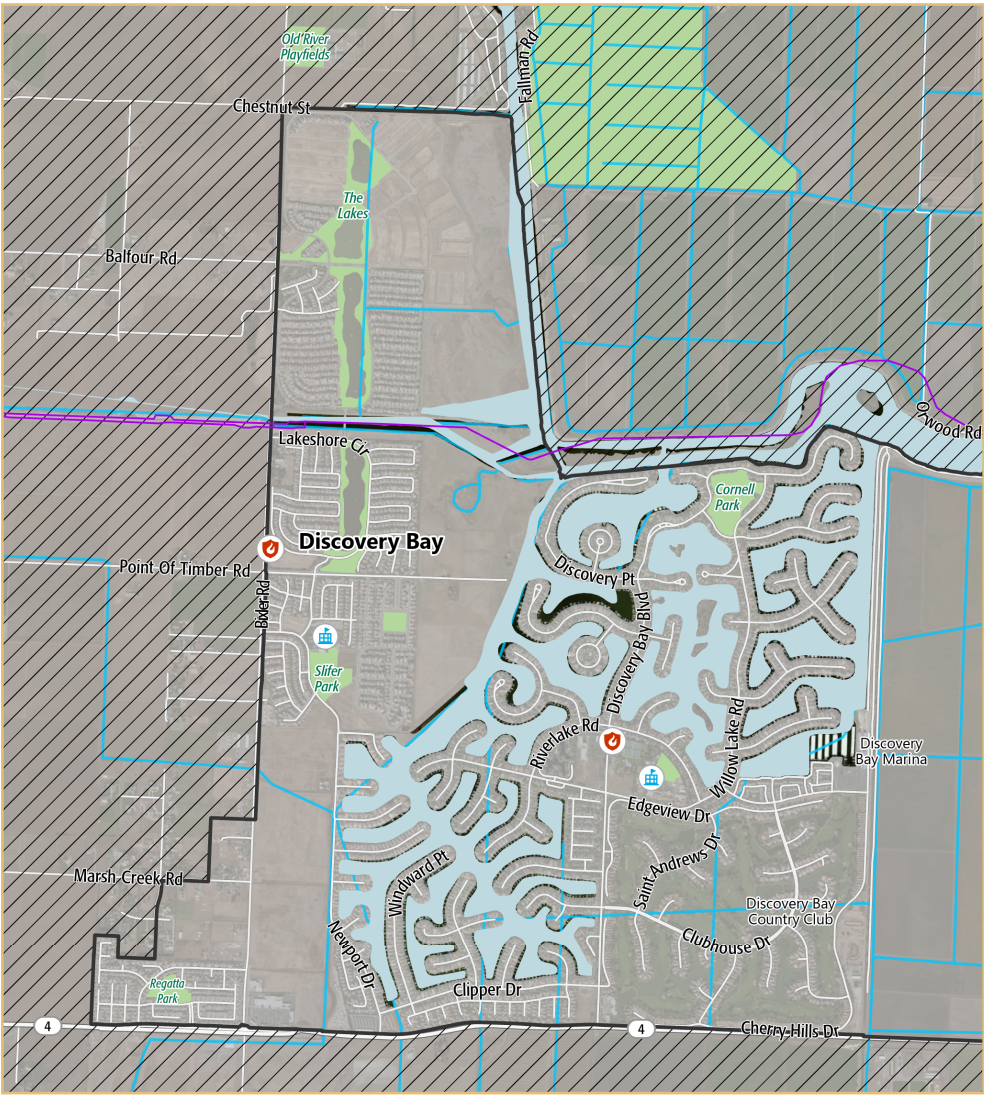 Old River
Playfields
Fallman Rd
Chestnut St
The
Lakes
Balfour Rd
Orwood Rd
Lakeshore Cir
Cornell
Park
Discovery Bay
Point Of Timber Rd
Discovery Pt
Bixler Rd
Discovery Bay Blvd
Slifer
Park
Riverlake Rd
Willow Lake Rd
Discovery
Bay Marina
Edgeview Dr
Saint Andrews Dr
Windward Pt
Marsh Creek Rd
Discovery Bay
Country Club
Newport Dr
Clubhouse Dr
Regatta
Park
Clipper Dr
4
4
Cherry Hills Dr